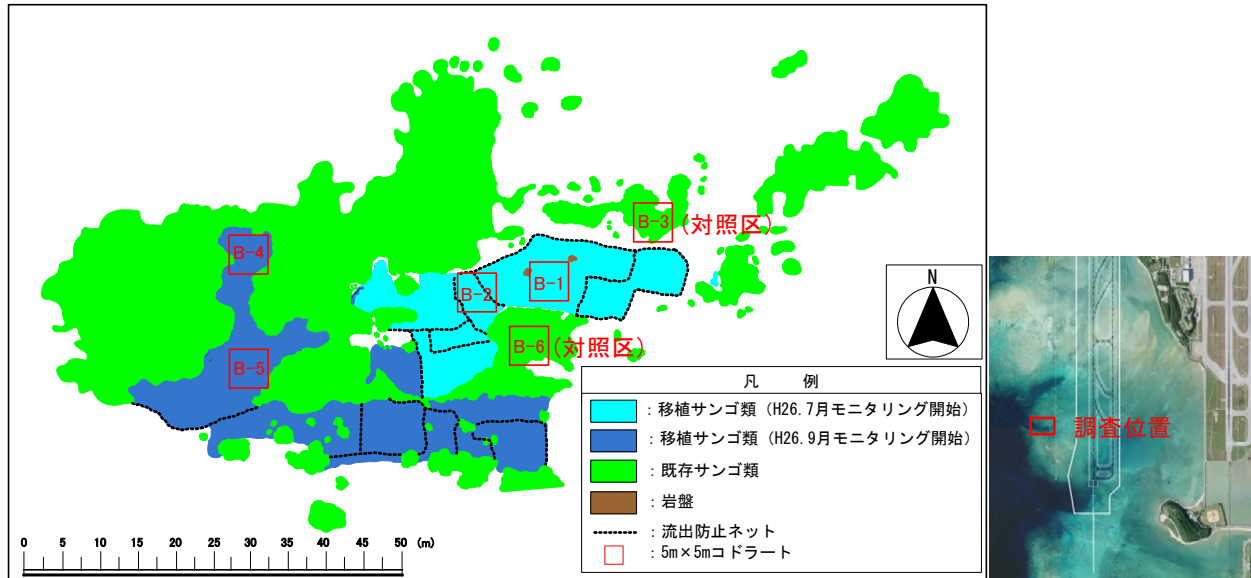 B-3 (対照区)
B-4
B-2
B-1
N
B-6 (対照区)
B-5
凡 例
：移植サンゴ類（H26.7月モニタリング開始）
：移植サンゴ類（H26.9月モニタリング開始）
：既存サンゴ類
：岩盤
：流出防止ネット
：5m×5mコドラート
0 5 10 15 20 25 30 35 40 45 50 (m)
調査位置